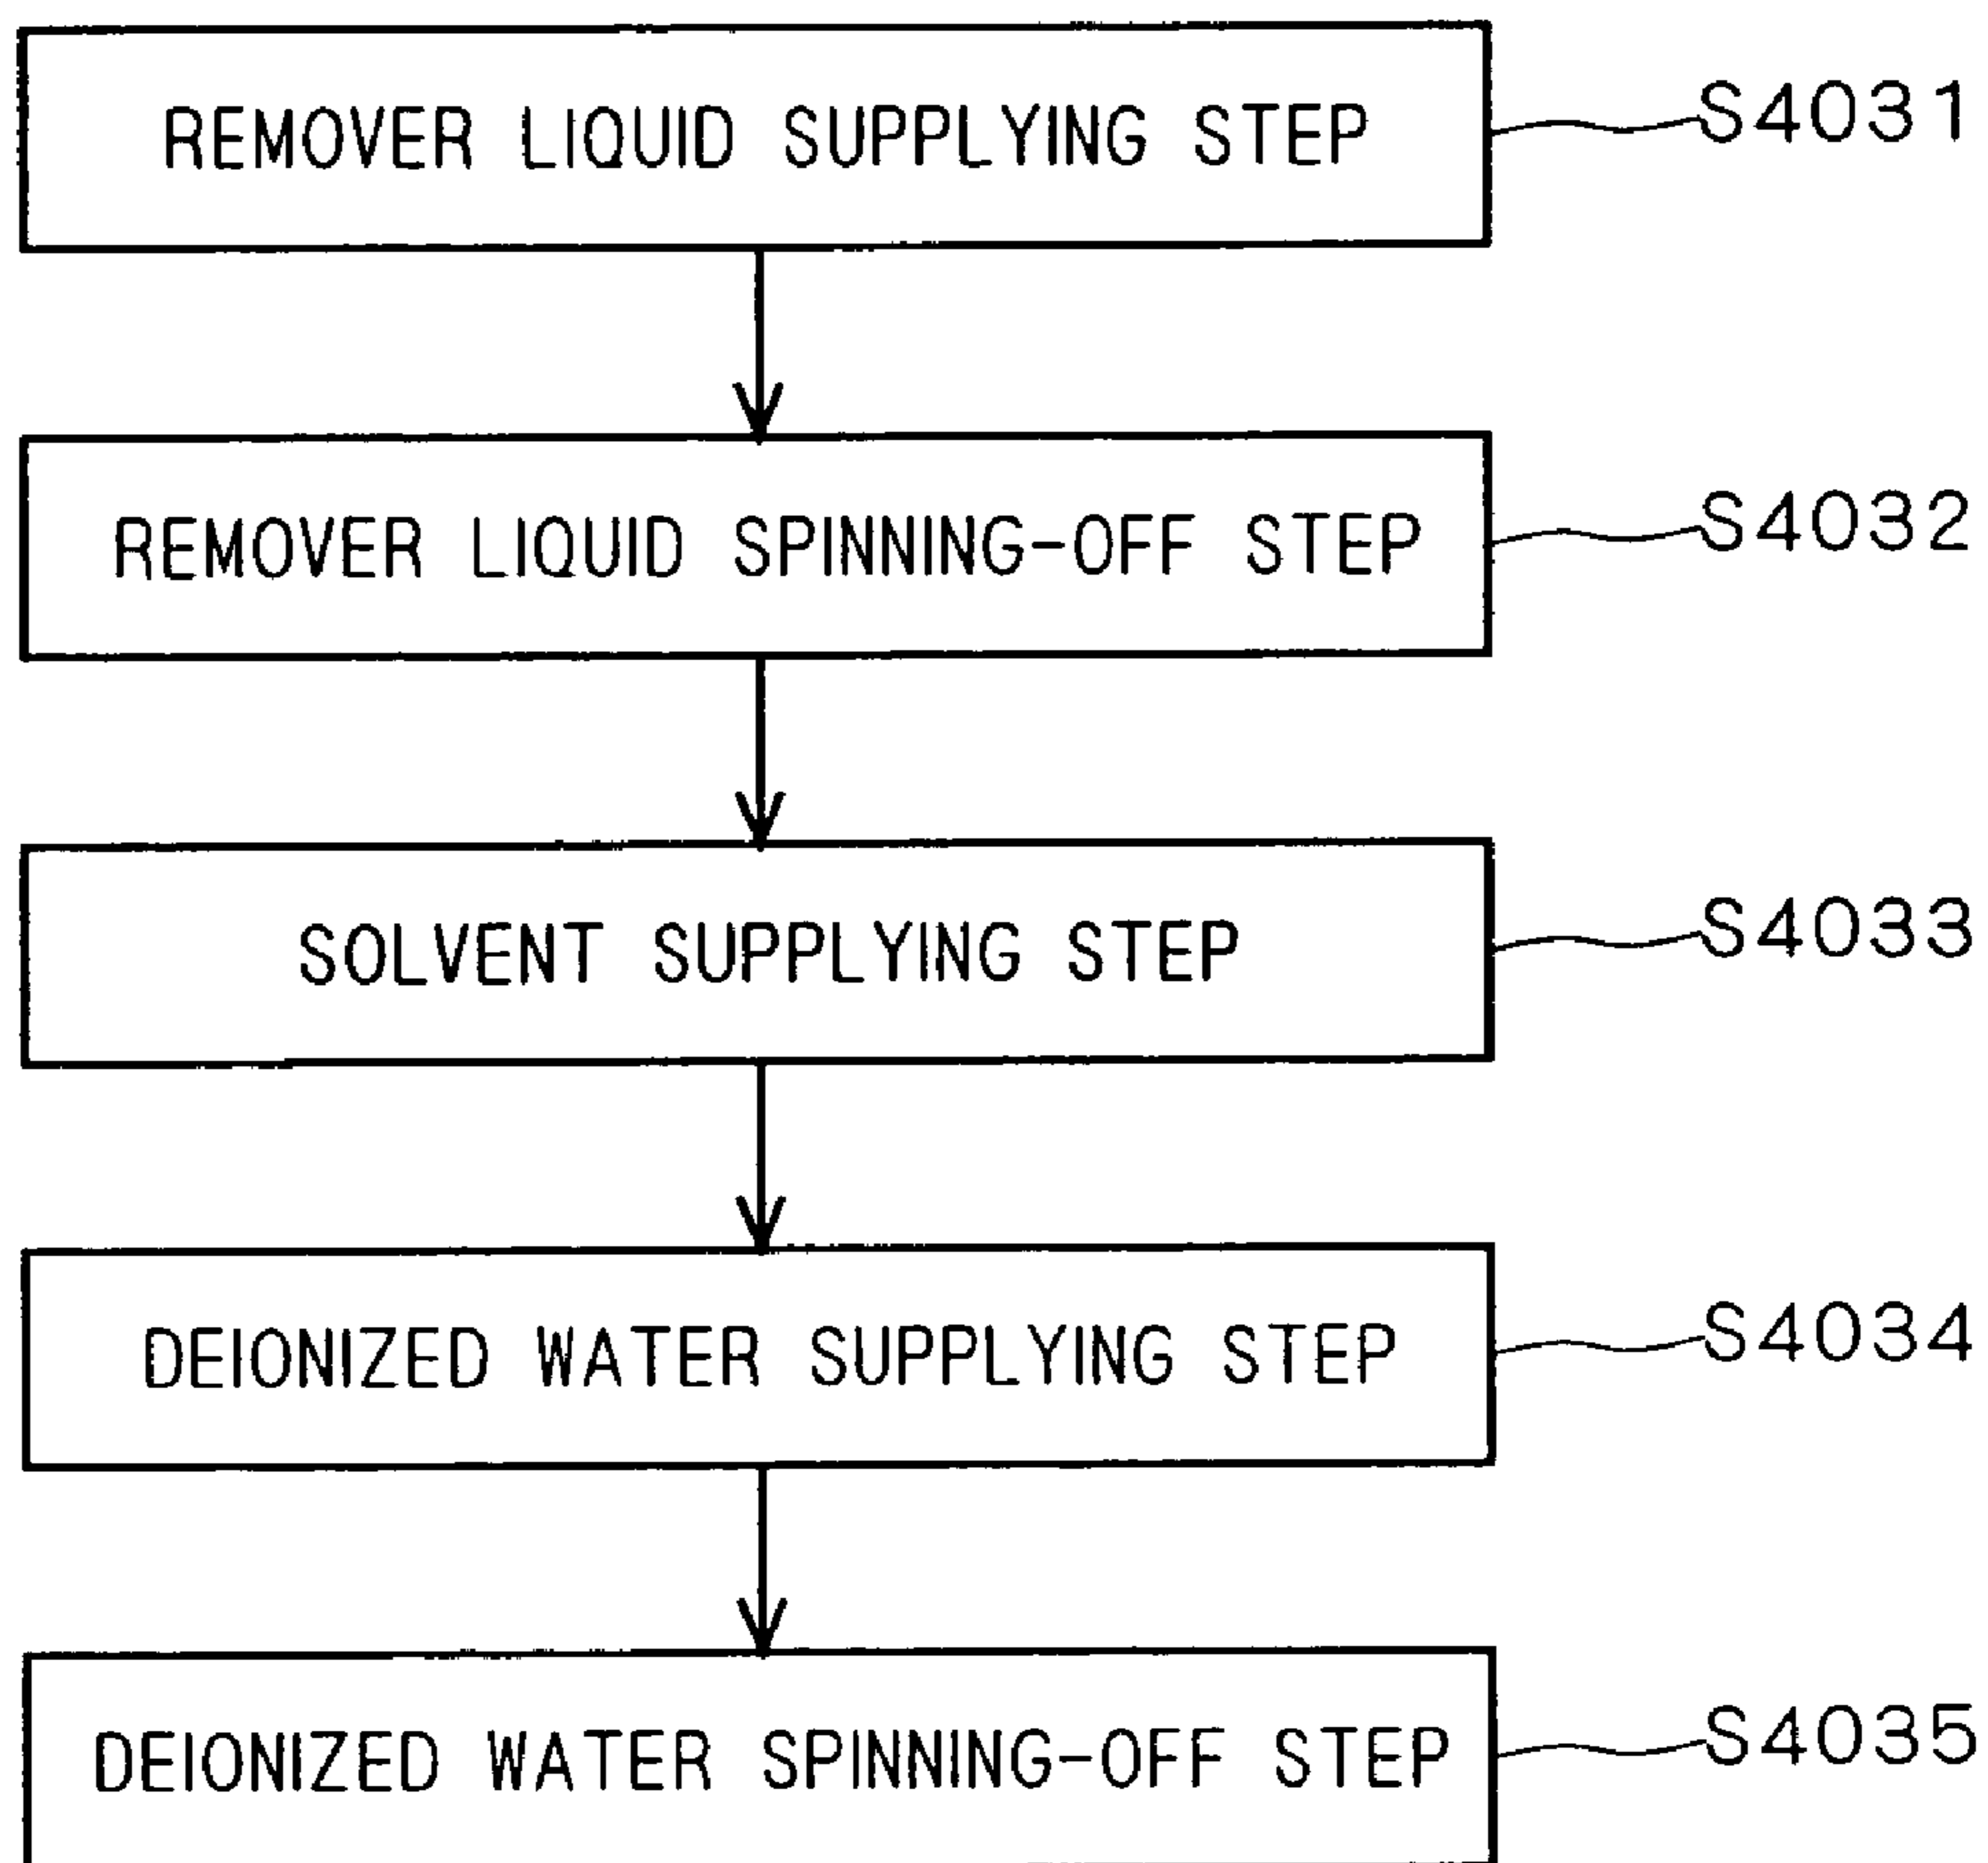 REMOVER LIQUID SUPPLYING STEP S4031
REMOVER LIQUID SPINNING-OFF STEP S4032
SOLVENT SUPPLYING STEP S4033
DEIONIZED WATER SUPPLYING STEP S4034
DEIONIZED WATER SPINNING-OFF STEP S4035